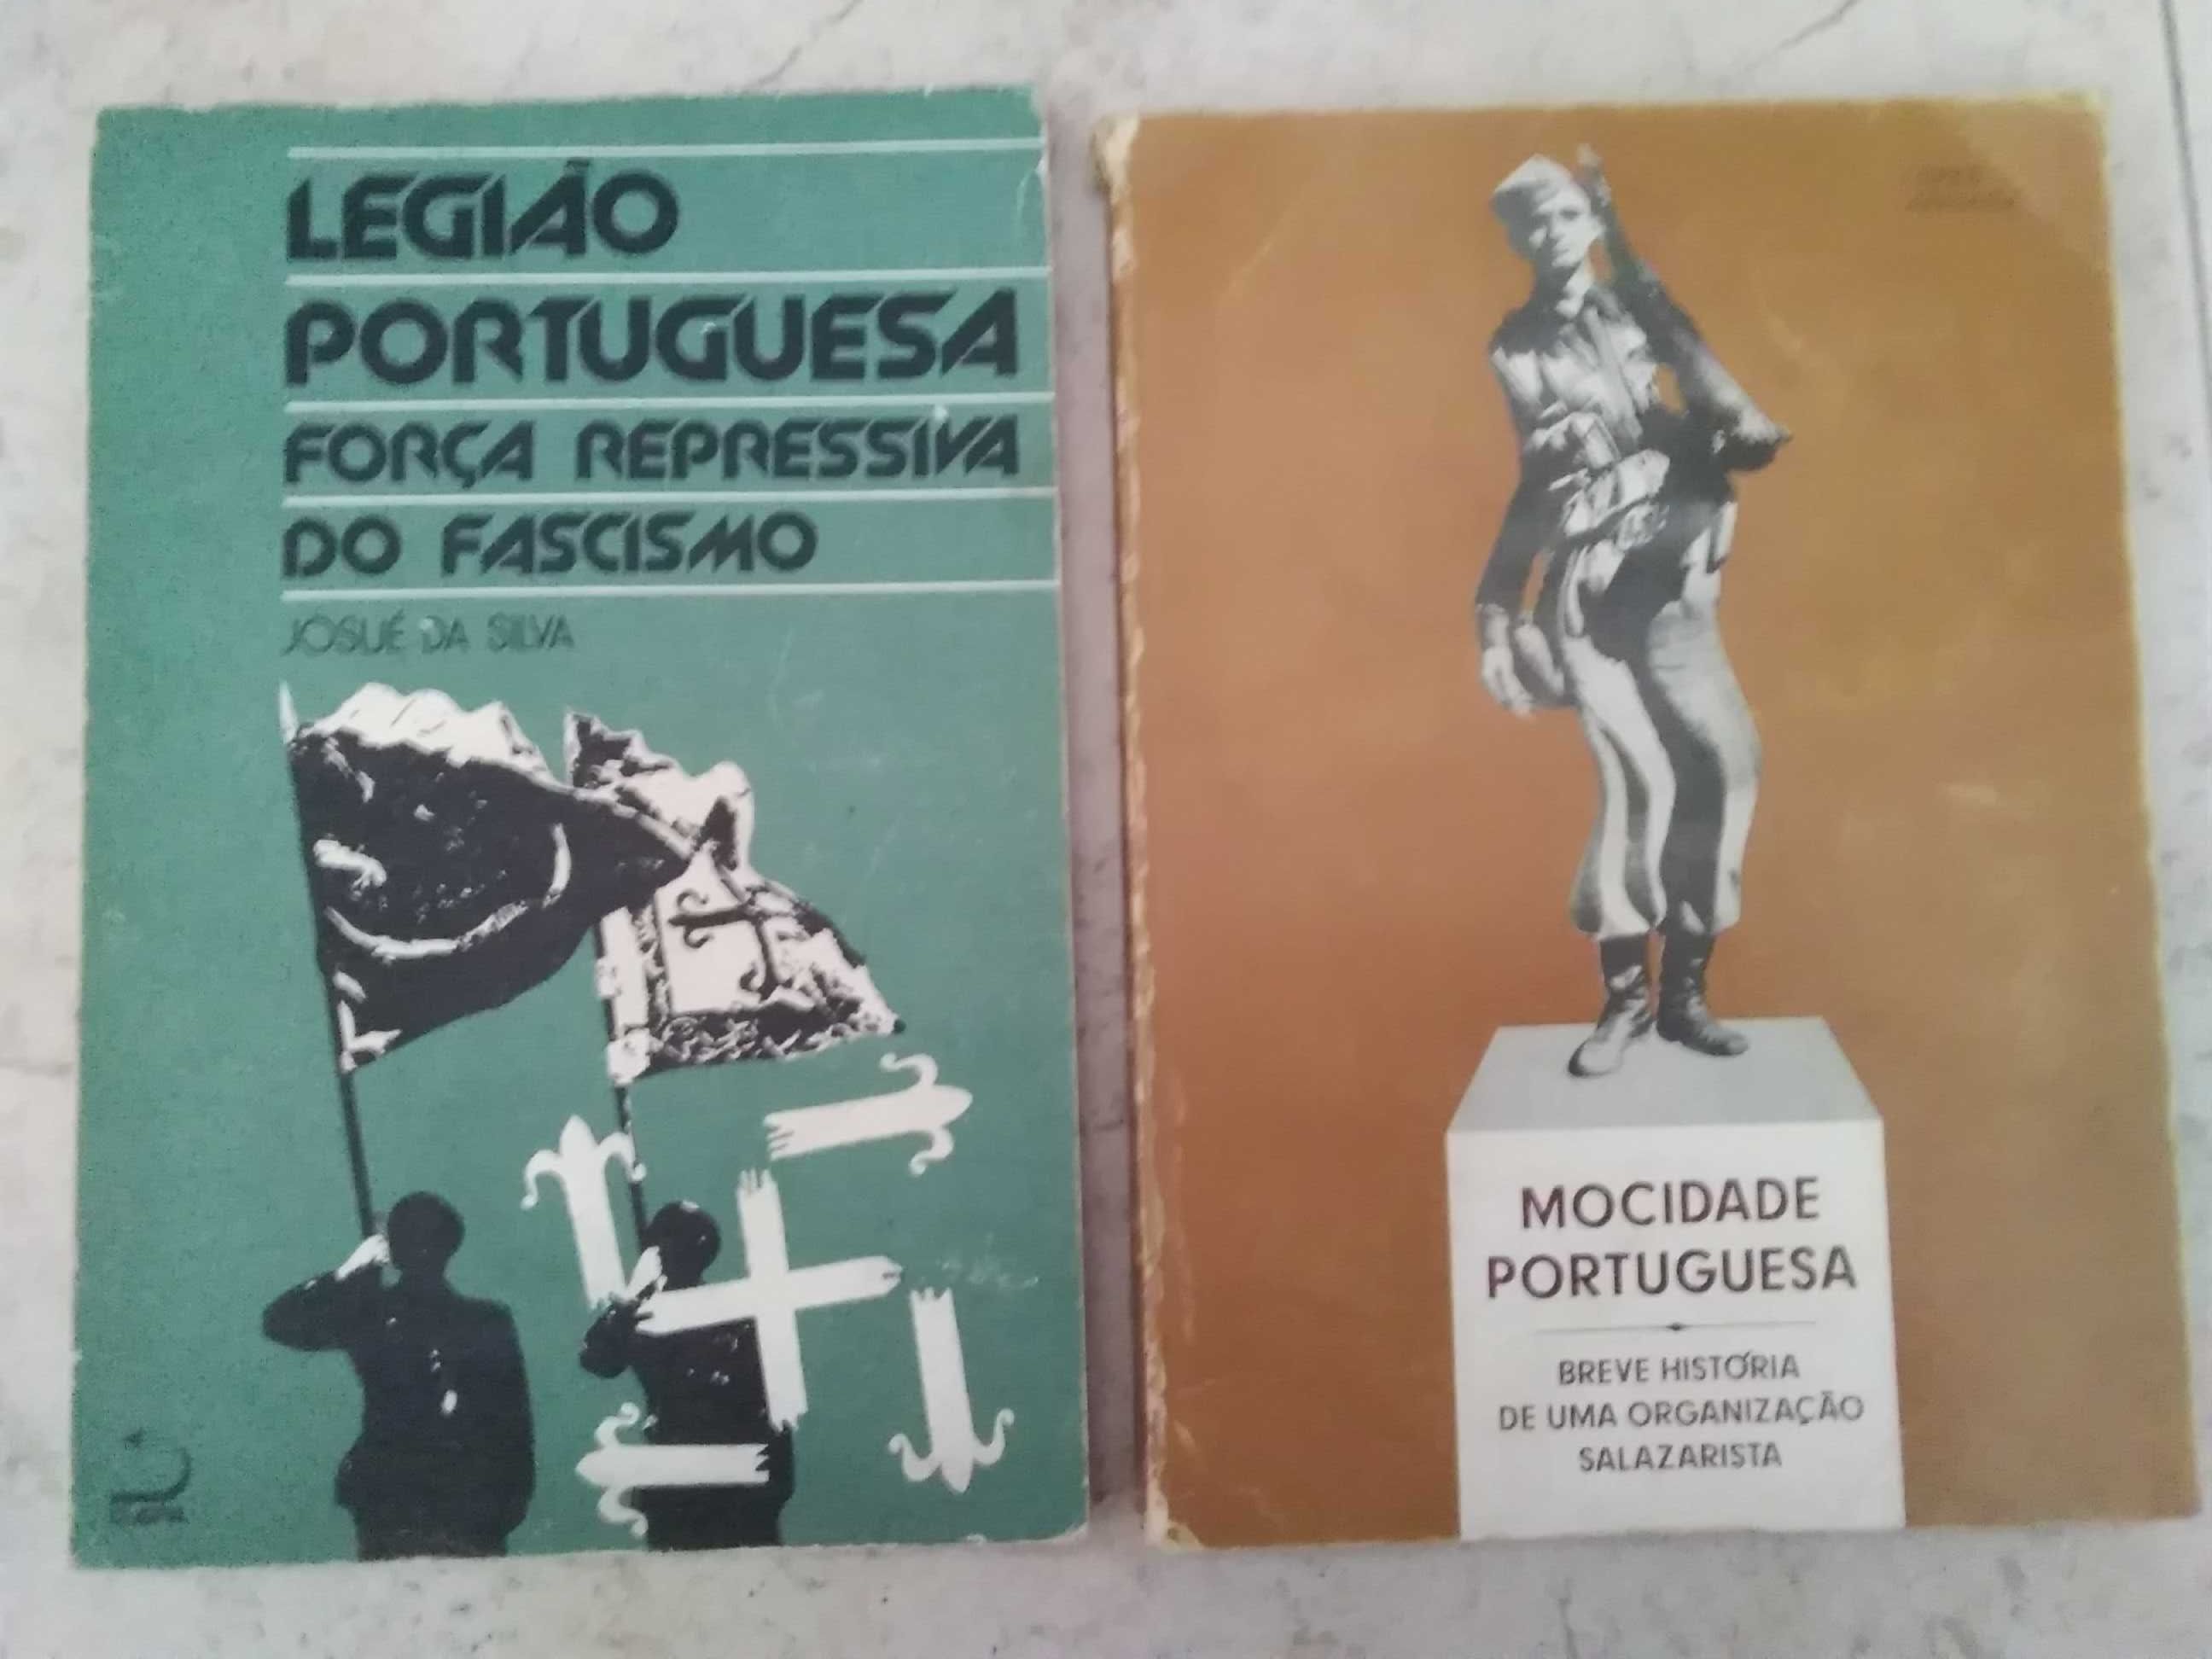 LEGIÃO
PORTUGUESA
FORÇA REPRESSIVA
DO FASCISMO
JOSUÉ DA SILVA
MOCIDADE
PORTUGUESA
BREVE HISTÓRIA
DE UMA ORGANIZAÇÃO
SALAZARISTA